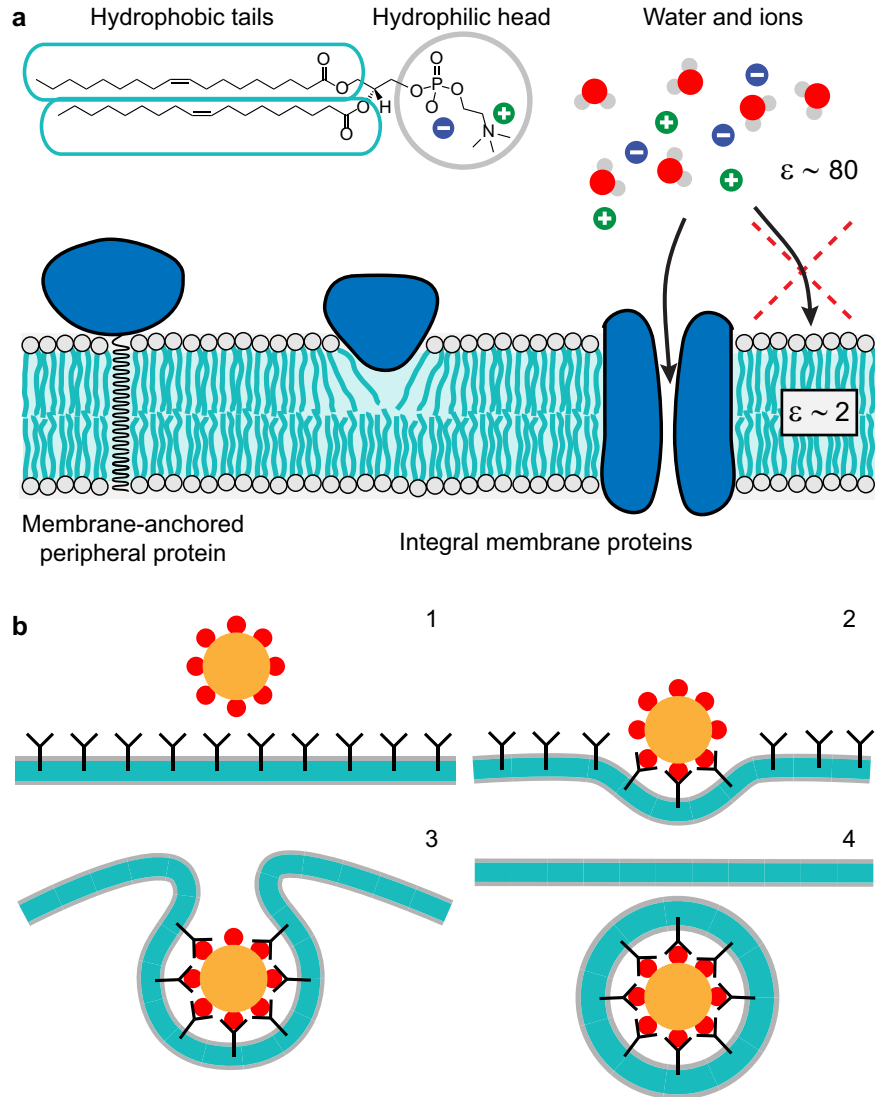 a
Hydrophobic tails
Hydrophilic head
Water and ions
O
O
O
O
O
P
O
O
H
N
+
−
ε ~ 80
ε ~ 2
Membrane-anchored
peripheral protein
Integral membrane proteins
b
1
2
3
4